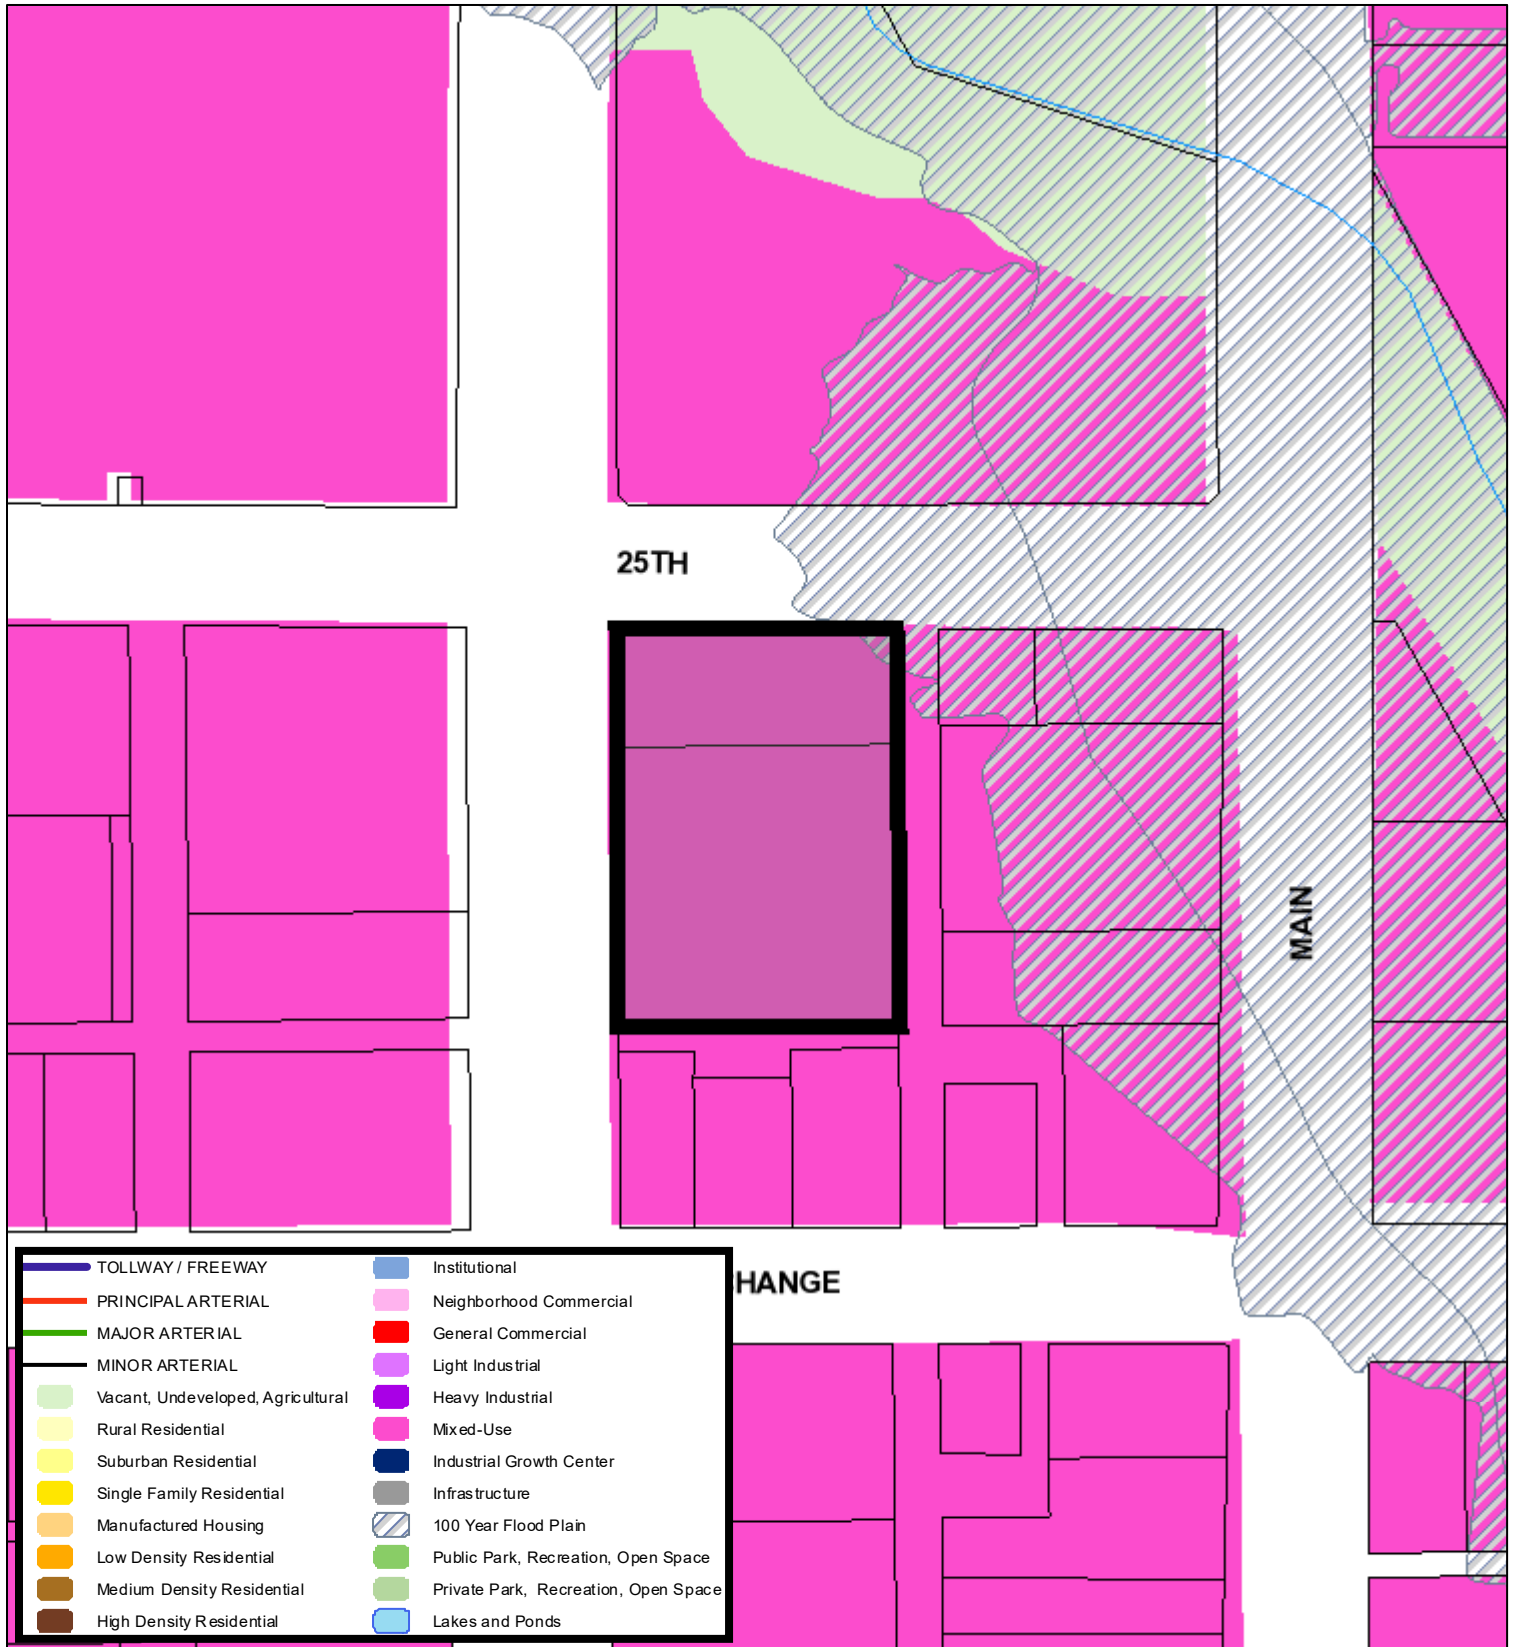 25TH
MAIN
CHANGE
TOLLWAY / FREEWAY
PRINCIPAL ARTERIAL
MAJOR ARTERIAL
MINOR ARTERIAL
Vacant, Undeveloped, Agricultural
Rural Residential
Suburban Residential
Single Family Residential
Manufactured Housing
Low Density Residential
Medium Density Residential
High Density Residential
Institutional
Neighborhood Commercial
General Commercial
Light Industrial
Heavy Industrial
Mixed-Use
Industrial Growth Center
Infrastructure
100 Year Flood Plain
Public Park, Recreation, Open Space
Private Park, Recreation, Open Space
Lakes and Ponds